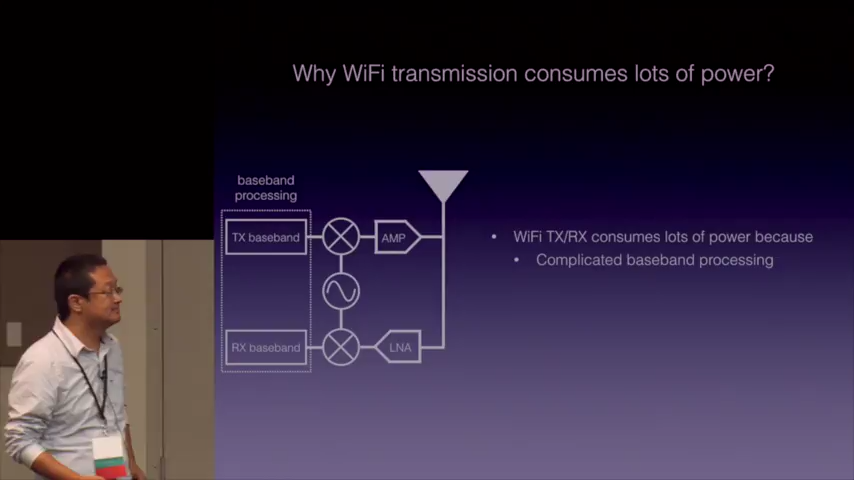 Why WiFi transmission consumes lots of power?
baseband
processing
TX baseband
AMP
• WiFi TX/RX consumes lots of power because
• Complicated baseband processing
RX baseband
LNA